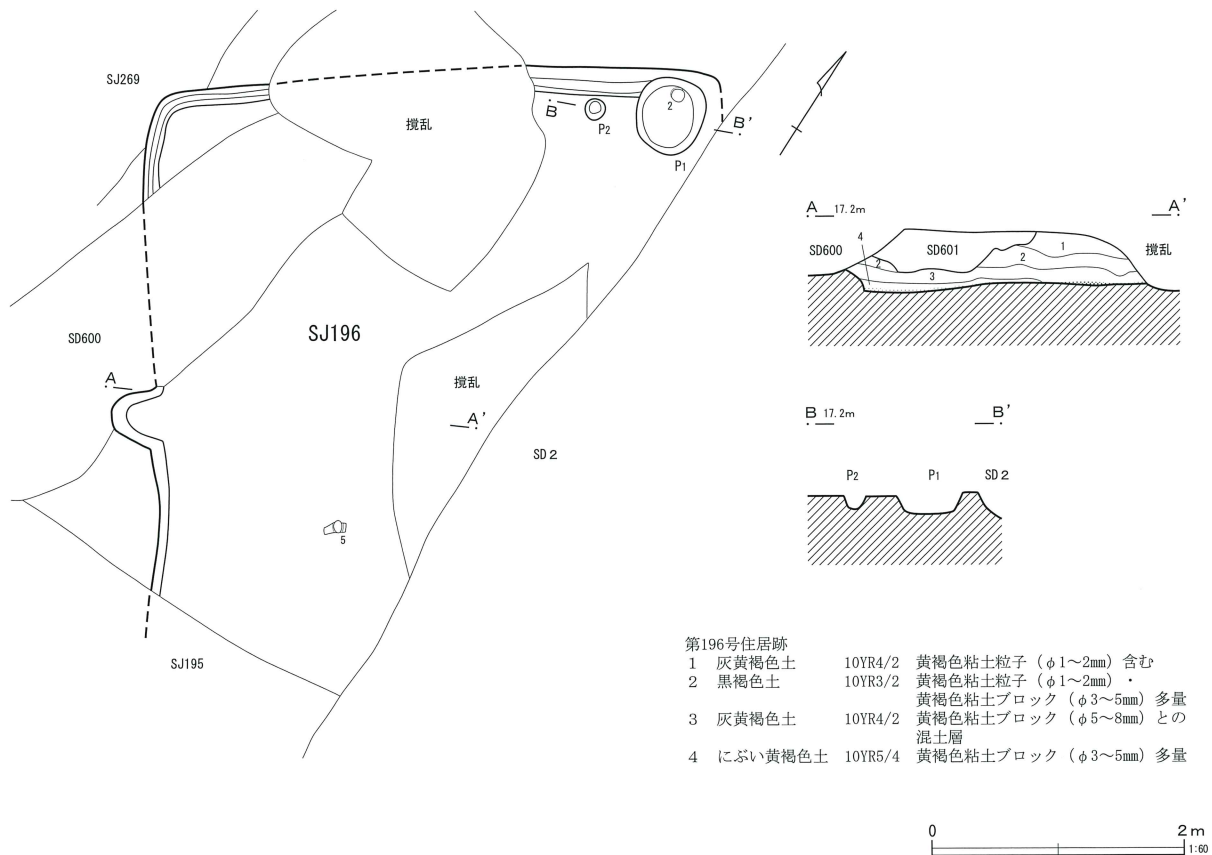 SJ269
撹乱
B
P2
2
P1
B'
SJ196
SD600
A
撹乱
A'
SD2
5
SJ195
A 17.2m
A'
SD600
4
2
SD601
3
2
1
撹乱
B 17.2m
B'
P2
P1
SD2
第196号住居跡
1 灰黄褐色土 10YR4/2 黄褐色粘土粒子（φ1～2mm）含む
2 黒褐色土 10YR3/2 黄褐色粘土粒子（φ1～2mm）・
黄褐色粘土ブロック（φ3～5mm）多量
3 灰黄褐色土 10YR4/2 黄褐色粘土ブロック（φ5～8mm）との
混土層
4 にぶい黄褐色土 10YR5/4 黄褐色粘土ブロック（φ3～5mm）多量
0 2m
1:60